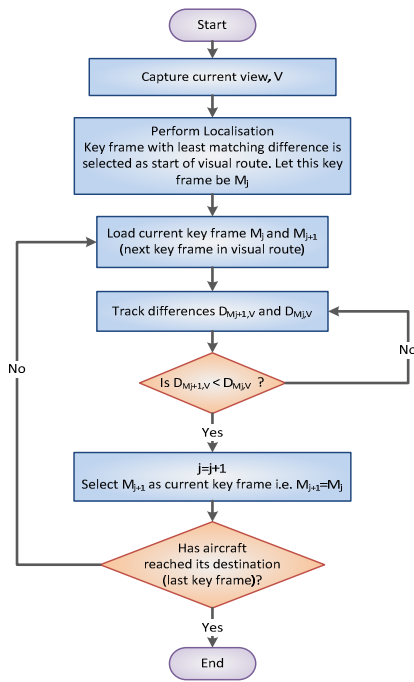 Start
Capture current view, V
Perform Localisation
Key frame with least matching difference is
selected as start of visual route. Let this key
frame be Mj
Load current key frame Mj and Mj+1
(next key frame in visual route)
Track differences DMj+1,V and DMj,V
No
No
Is DMj+1,V < DMj,V ?
Yes
j=j+1
Select Mj+1 as current key frame i.e. Mj+1=Mj
Has aircraft
reached its destination
(last key frame)?
Yes
End